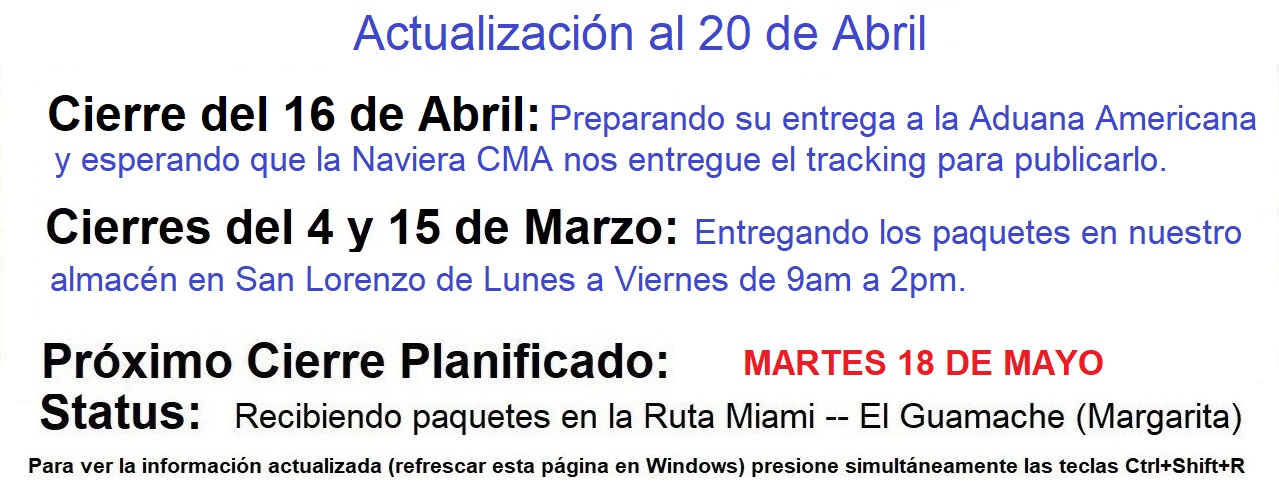 Actualización al 20 de Abril
Cierre del 16 de Abril: Preparando su entrega a la Aduana Americana
y esperando que la Naviera CMA nos entregue el tracking para publicarlo.
Cierres del 4 y 15 de Marzo: Entregando los paquetes en nuestro
almacén en San Lorenzo de Lunes a Viernes de 9am a 2pm.
Próximo Cierre Planificado: MARTES 18 DE MAYO
Status: Recibiendo paquetes en la Ruta Miami -- El Guamache (Margarita)
Para ver la información actualizada (refrescar esta página en Windows) presione simultáneamente las teclas Ctrl+Shift+R